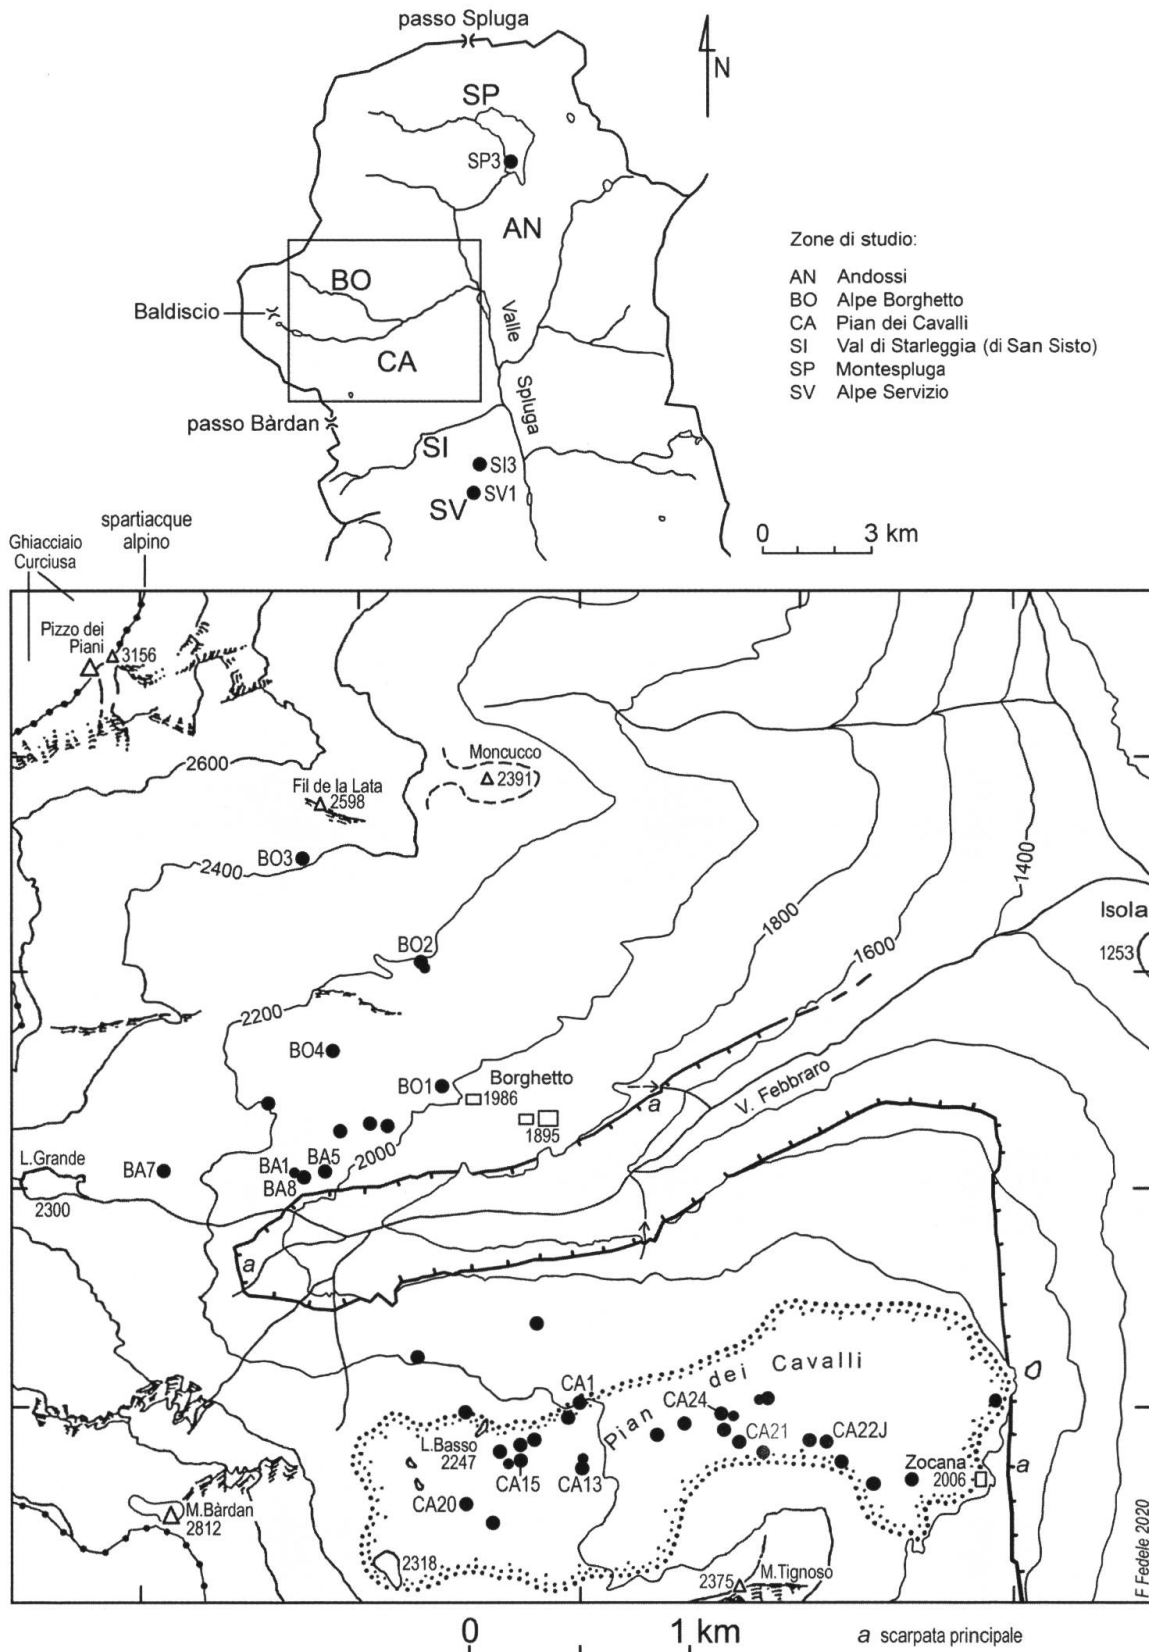 passo Spluga
N
SP
SP3
AN
Zone di studio:
AN Andossi
BO Alpe Borghetto
CA Pian dei Cavalli
SI Val di Starleggia (di San Sisto)
SP Montespluga
SV Alpe Servizio
BO
Baldiscio
Valle
CA
Spluga
passo Bàrdan
SI
SI3
SV1
SV
0 3 km
spartiacque
alpino
Ghiacciaio
Curciusa
Pizzo dei
Piani
3156
2600
Moncucco
2391
Fil de la Lata
2598
BO3
2400
1400
Isola
1253
1800
1600
BO2
2200
BO4
BO1
Borghetto
1986
1895
a
V. Febbraro
2000
L.Grande
2300
BA7
BA1
BA5
BA8
a
Pian dei Cavalli
CA1
CA24
CA21
CA22J
L.Basso
2247
CA15
CA13
Zocana
2006
a
CA20
M.Bàrdan
2812
2318
2375
M.Tignoso
F Fedele 2020
0 1 km
a scarpata principale